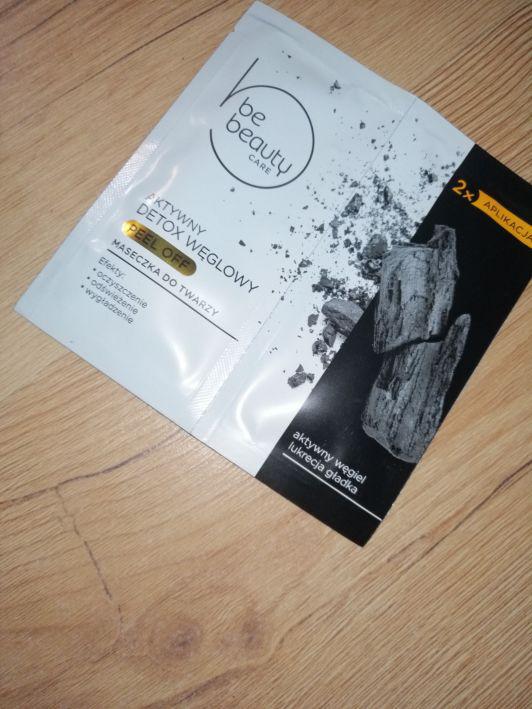 be
beauty
CARE
AKTYWNY
DETOX WĘGLOWY
PEEL OFF
MASECZKA DO TWARZY
Efekty:
• oczyszczenie
• odświeżenie
• wygładzenie
2x APLIKACJA
aktywny węgiel
lukrecja gładka